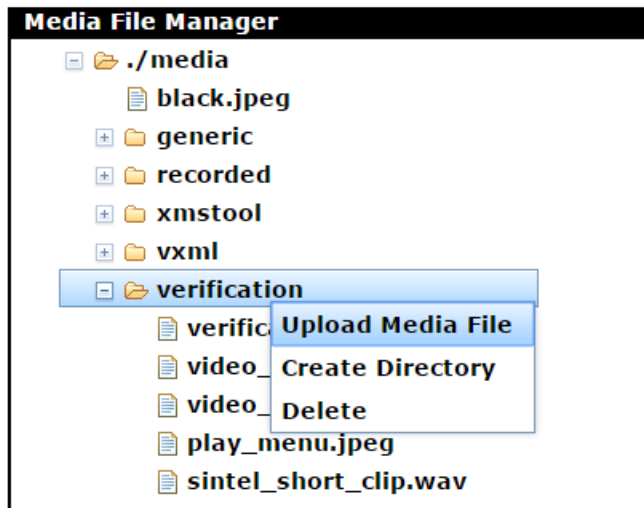 Media File Manager
./media
black.jpeg
generic
recorded
xmstool
vxml
verification
Upload Media File
video_
Create Directory
video_
Delete
play_menu.jpeg
sintel_short_clip.wav